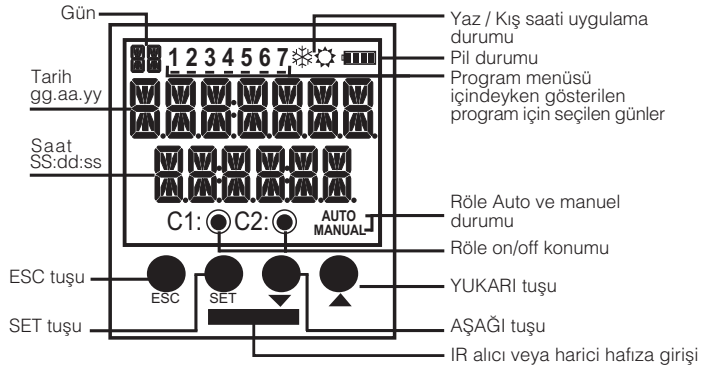 Gün
Yaz / Kış saati uygulama
durumu
1 2 3 4 5 6 7
Pil durumu
Tarih
gg.aa.yy
Program menüsü
içindeyken gösterilen
program için seçilen günler
Saat
SS:dd:ss
C1: C2: AUTO
MANUAL
Röle Auto ve manuel
durumu
Röle on/off konumu
ESC tuşu
ESC SET
YUKARI tuşu
SET tuşu
AŞAĞI tuşu
IR alıcı veya harici hafıza girişi